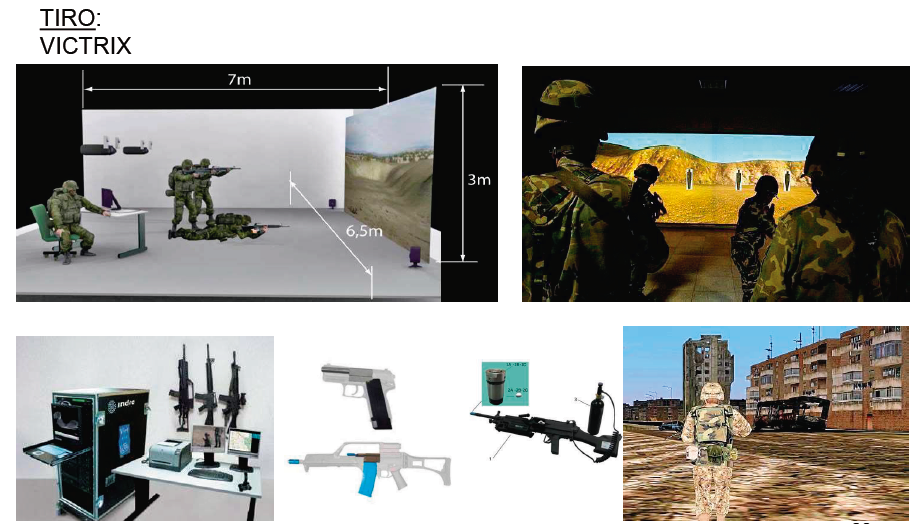 TIRO:
VICTRIX
7m
3m
6,5m
indra